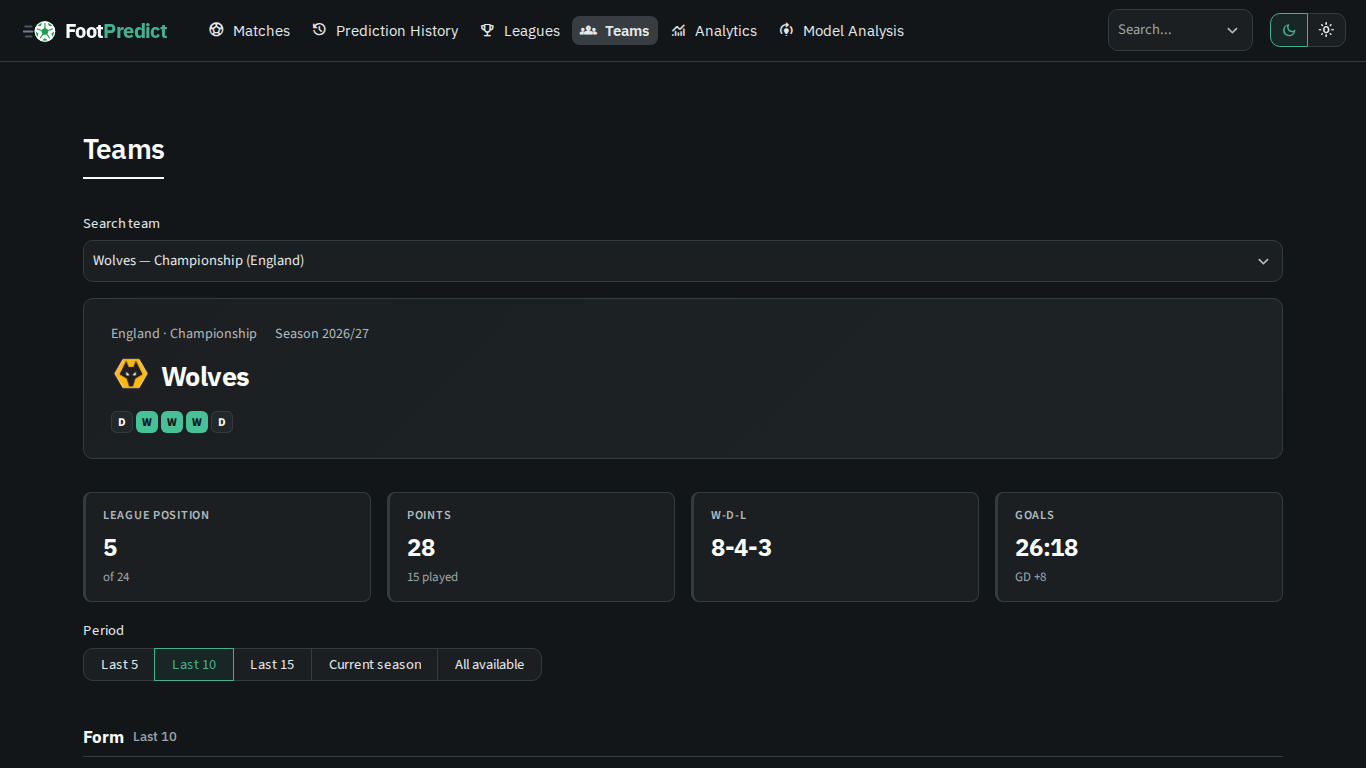 FootPredict Matches Prediction History Leagues Teams Analytics Model Analysis Search...
Teams
Search team
Wolves — Championship (England)
England · Championship Season 2026/27
Wolves
D W W W D
LEAGUE POSITION
5
of 24
POINTS
28
15 played
W-D-L
8-4-3
GOALS
26:18
GD +8
Period
Last 5 Last 10 Last 15 Current season All available
Form Last 10